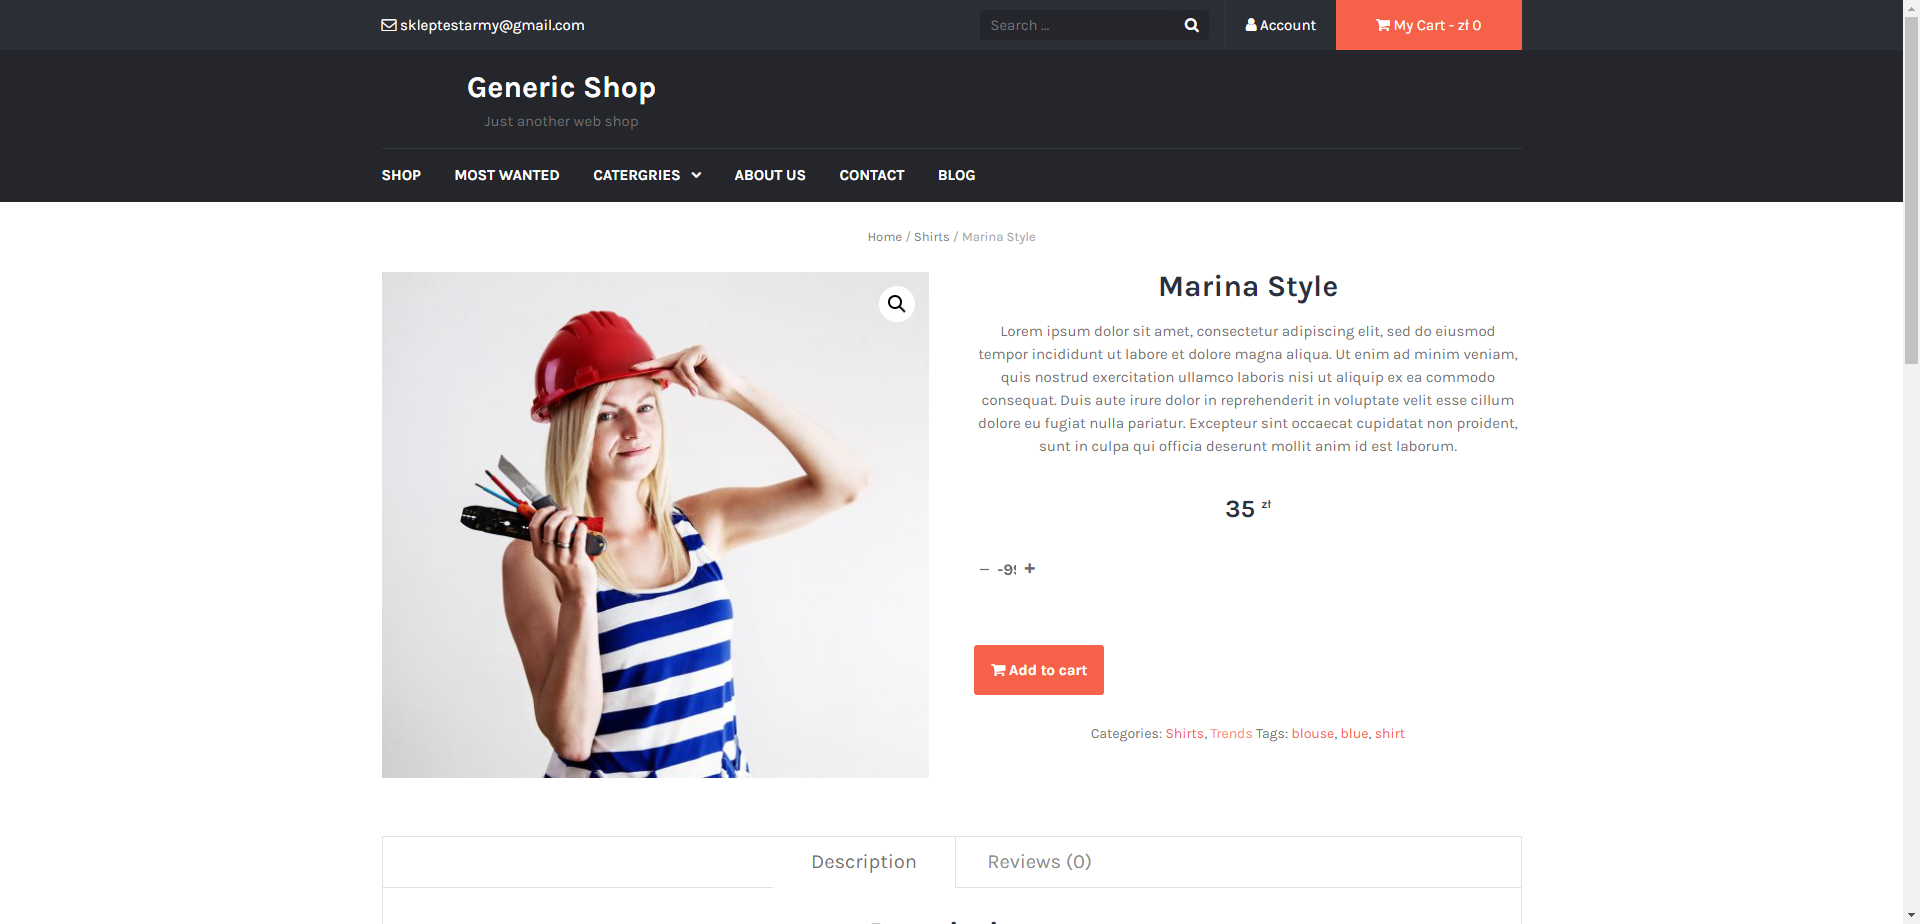 skleptestarmy@gmail.com
Search ...
Account
My Cart - zł 0
Generic Shop
Just another web shop
SHOP MOST WANTED CATERGRIES ABOUT US CONTACT BLOG
Home / Shirts / Marina Style
Marina Style
Lorem ipsum dolor sit amet, consectetur adipiscing elit, sed do eiusmod
tempor incididunt ut labore et dolore magna aliqua. Ut enim ad minim veniam,
quis nostrud exercitation ullamco laboris nisi ut aliquip ex ea commodo
consequat. Duis aute irure dolor in reprehenderit in voluptate velit esse cillum
dolore eu fugiat nulla pariatur. Excepteur sint occaecat cupidatat non proident,
sunt in culpa qui officia deserunt mollit anim id est laborum.
35 zł
− -99 +
Add to cart
Categories: Shirts, Trends Tags: blouse, blue, shirt
Description
Reviews (0)